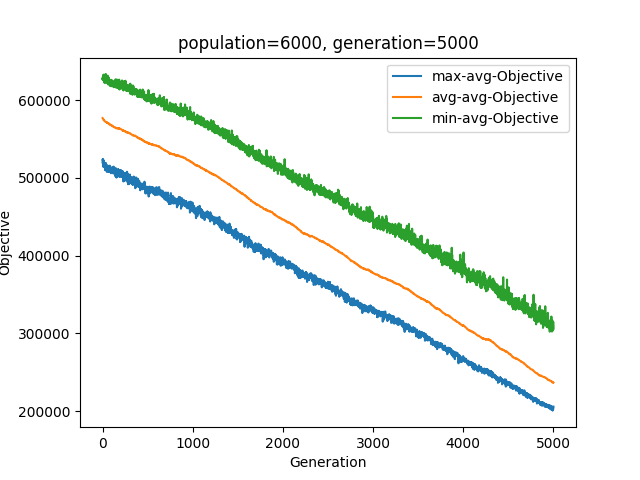 population=6000, generation=5000
max-avg-Objective
avg-avg-Objective
min-avg-Objective
Objective
600000
500000
400000
300000
200000
0 1000 2000 3000 4000 5000
Generation